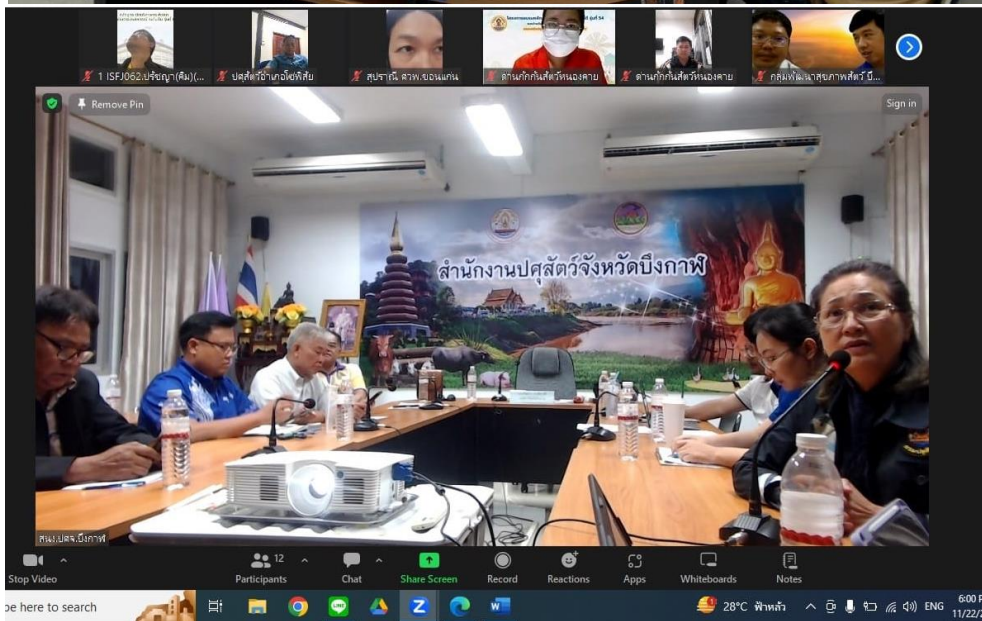 1 ISFJ062.ปรัชญา(คิม)(...
ปศุสัตว์อำเภอโซ่พิสัย
สุปราณี ศวพ.ขอนแก่น
ด่านกักกันสัตว์หนองคาย
ด่านกักกันสัตว์หนองคาย
กลุ่มพัฒนาสุขภาพสัตว์ บึ...
Remove Pin
Sign in
สำนักงานปศุสัตว์จังหวัดบึงกาฬ
สนง.ปศจ.บึงกาฬ
Stop Video
12
Participants
Chat
Share Screen
Record
Reactions
Apps
Whiteboards
Notes
pe here to search
28°C ฟ้าหลัว
ENG
6:00 P
11/22/2